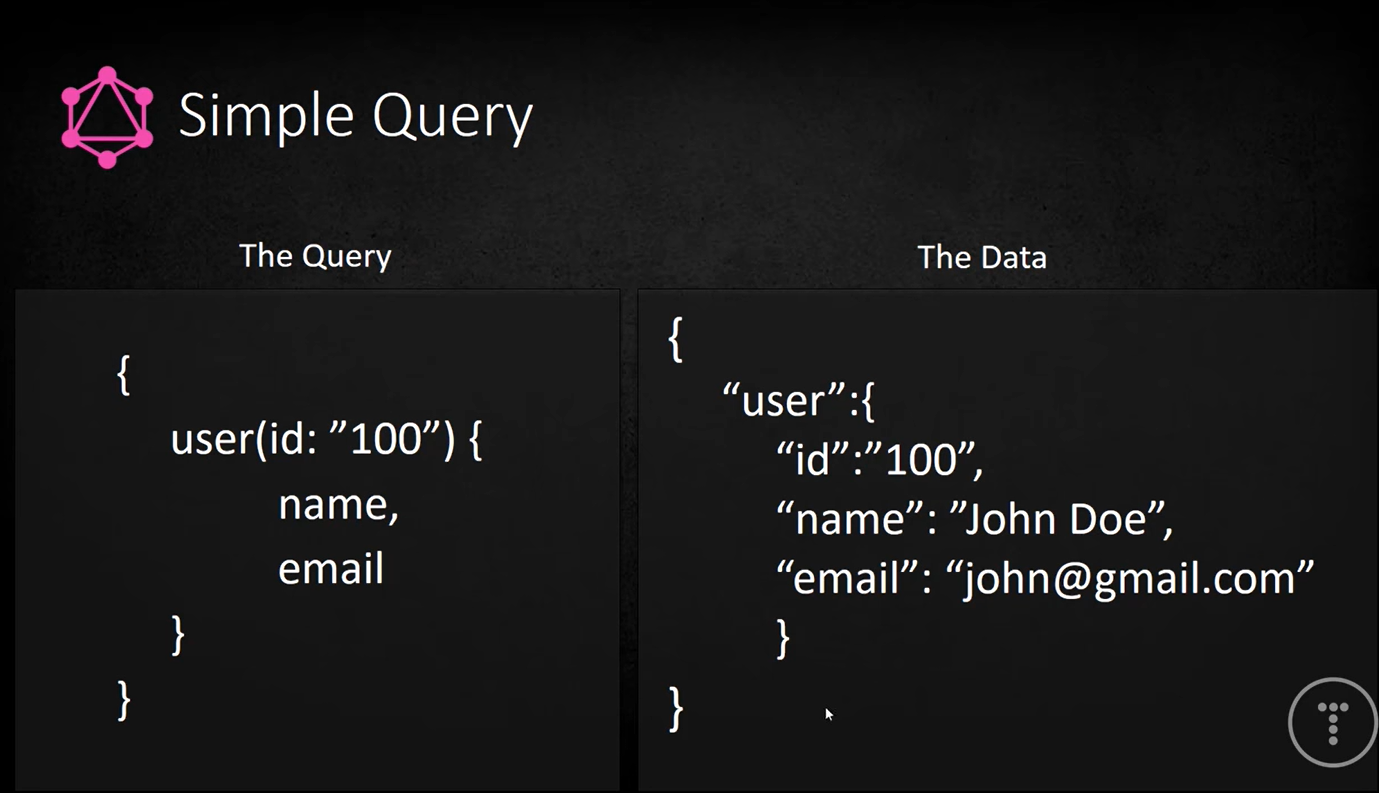 Simple Query
The Query
{
user(id: ”100”) {
name,
email
}
}
The Data
{
“user”:{
“id”:”100”,
“name”: ”John Doe”,
“email”: “john@gmail.com”
}
}